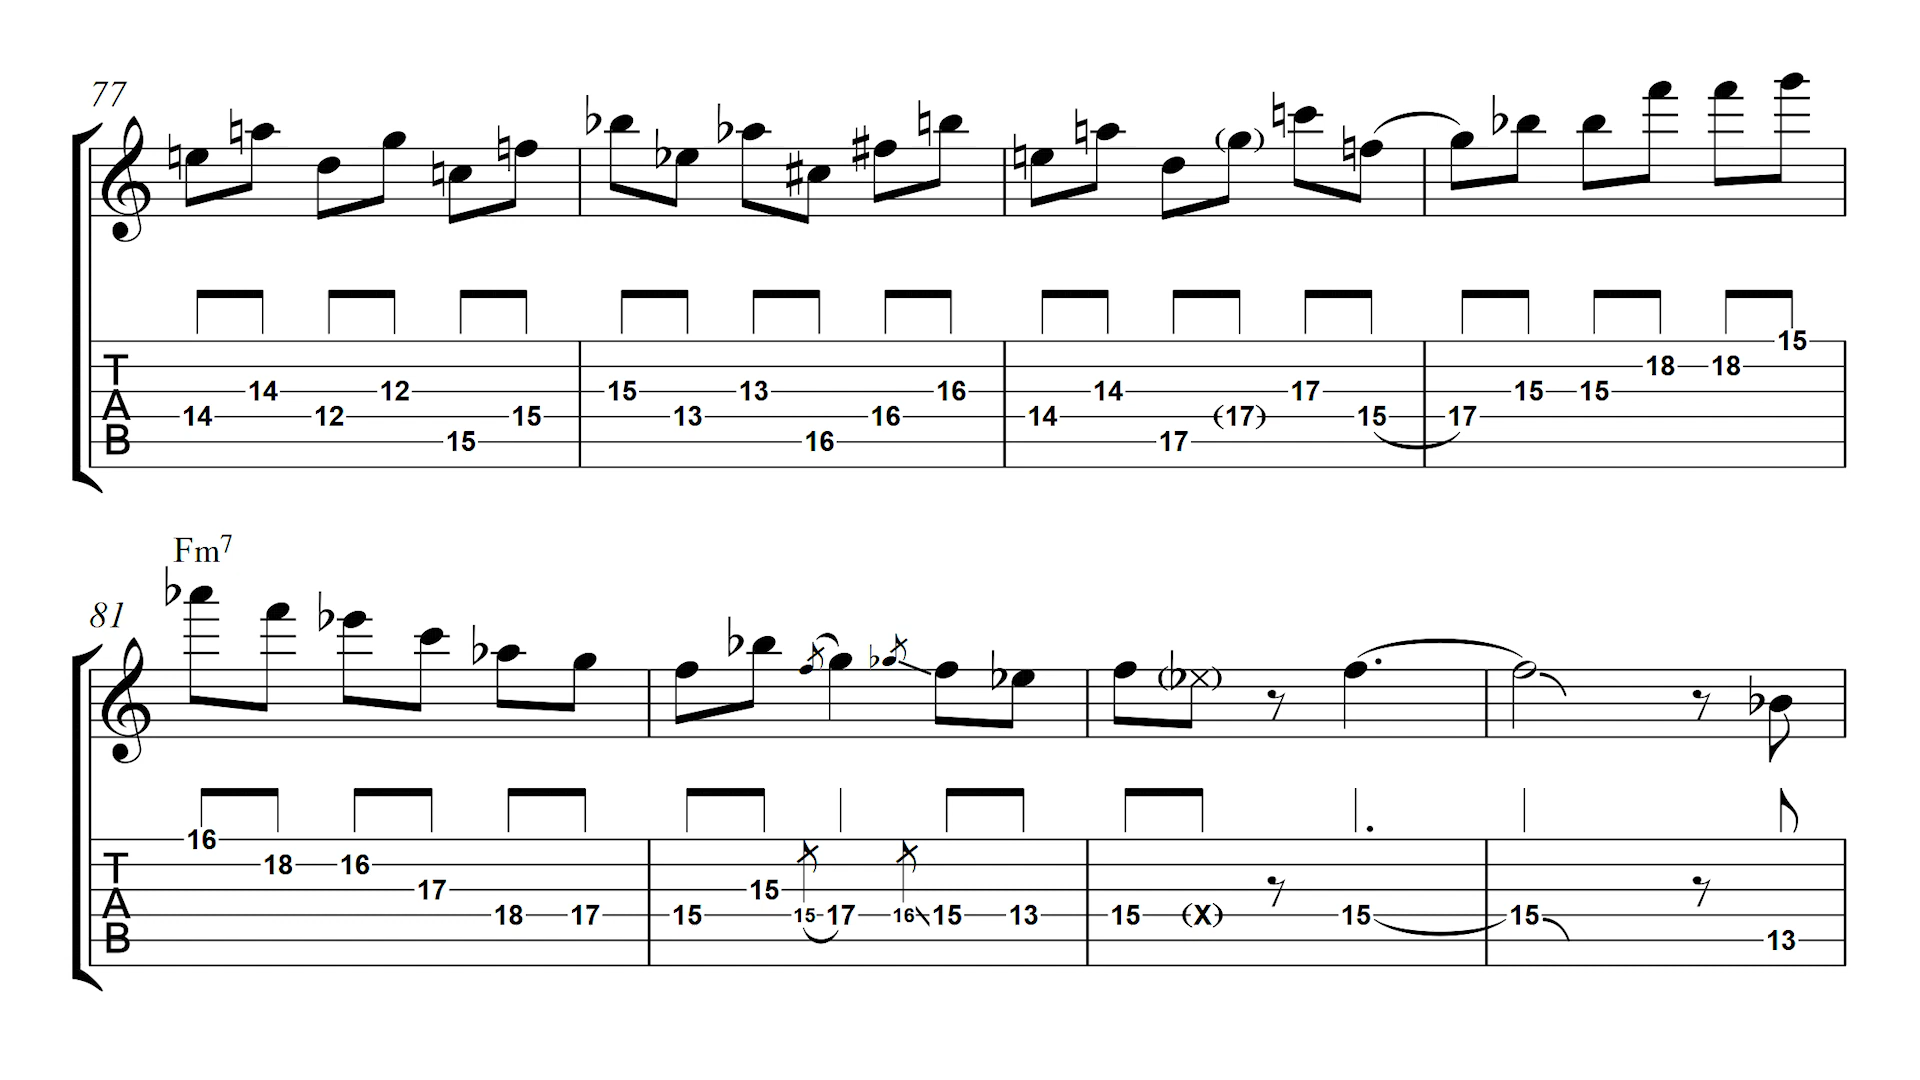 77
15
T 18 18
14 12 15 13 16 14 17 15 15
A 14 12 15 13 16 14 (17) 15 17
B 15 16 17
Fm7
81
16
T 18 16
17 15
A 18 17 15 15 17 16 15 13 15 (X) 15 15
B 13